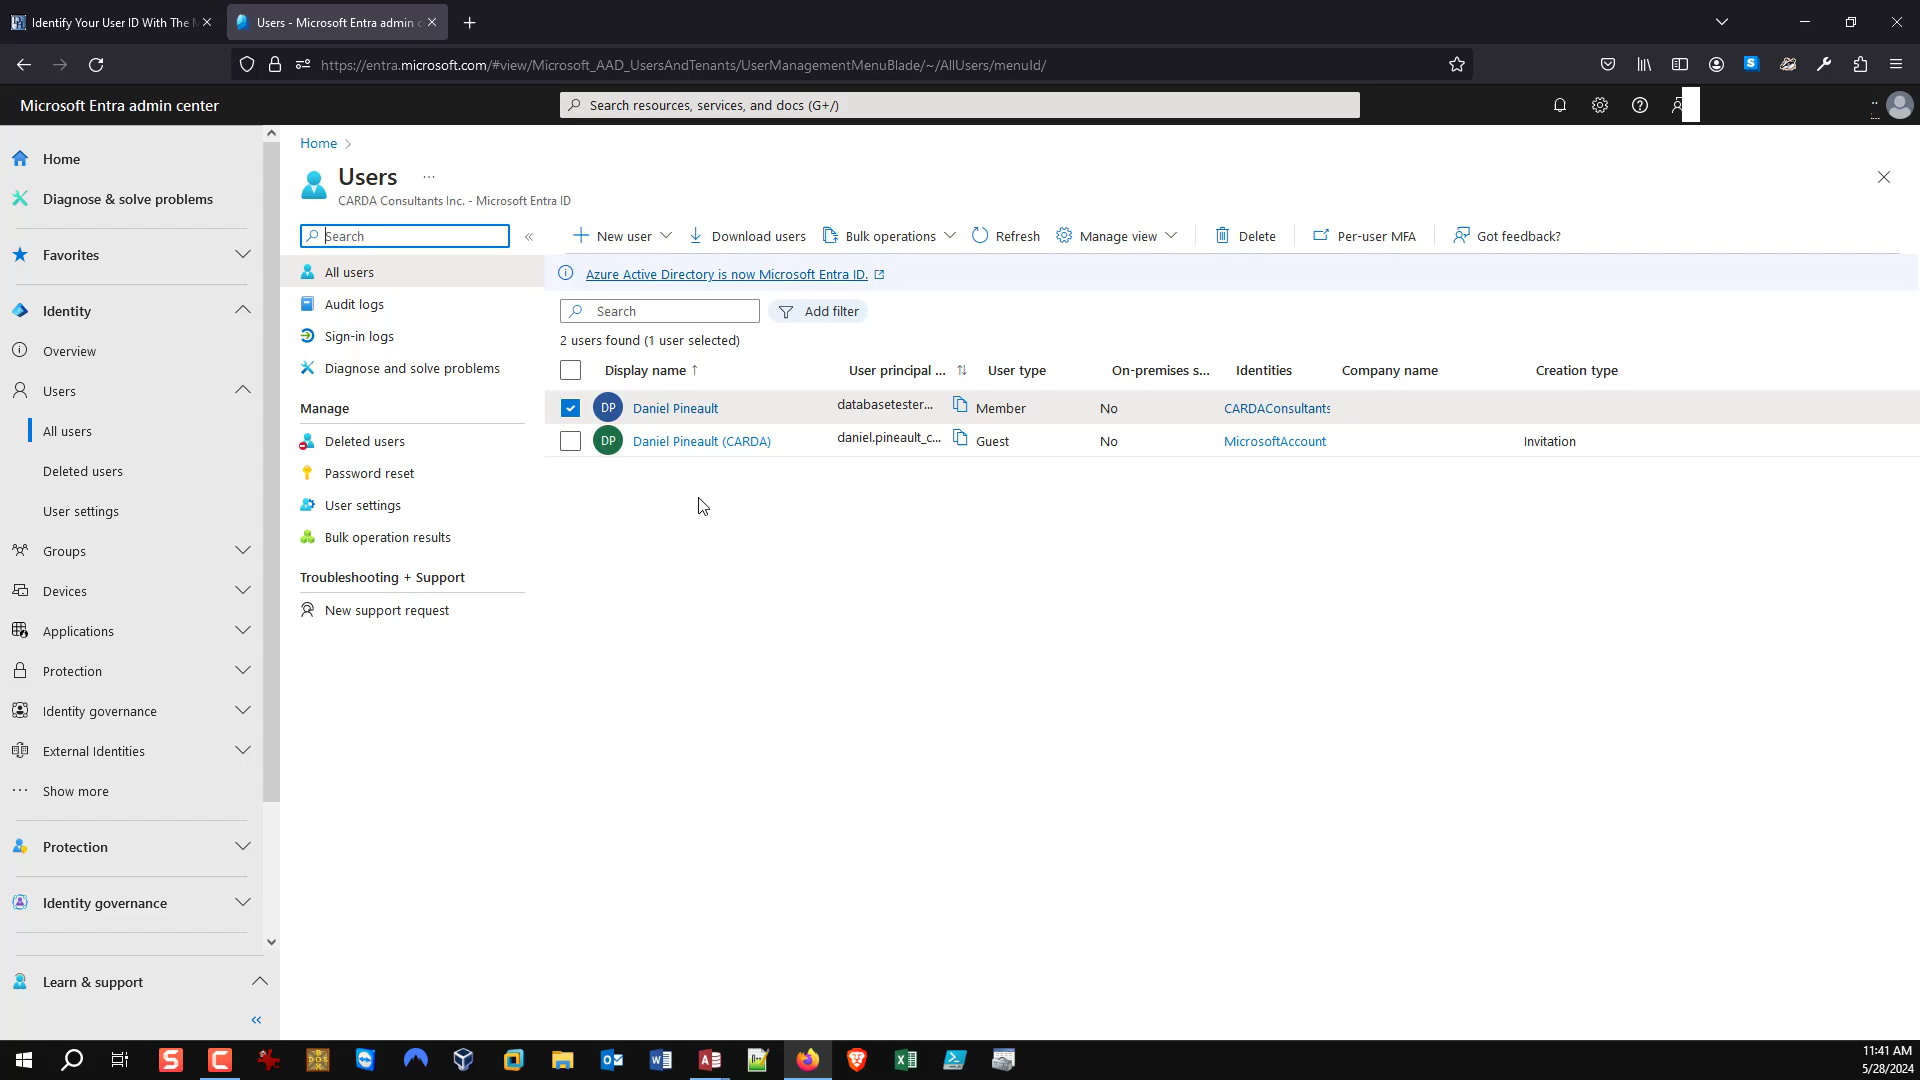 Identify Your User ID With The M
Users - Microsoft Entra admin c
https://entra.microsoft.com/#view/Microsoft_AAD_UsersAndTenants/UserManagementMenuBlade/~/AllUsers/menuId/
Microsoft Entra admin center
Search resources, services, and docs (G+/)
Home
Diagnose & solve problems
Favorites
Identity
Overview
Users
All users
Deleted users
User settings
Groups
Devices
Applications
Protection
Identity governance
External Identities
Show more
Protection
Identity governance
Learn & support
Home
Users
CARDA Consultants Inc. - Microsoft Entra ID
Search
All users
Audit logs
Sign-in logs
Diagnose and solve problems
Manage
Deleted users
Password reset
User settings
Bulk operation results
Troubleshooting + Support
New support request
New user Download users Bulk operations Refresh Manage view Delete Per-user MFA Got feedback?
Azure Active Directory is now Microsoft Entra ID.
Search Add filter
2 users found (1 user selected)
Display name ↑ User principal ... User type On-premises s... Identities Company name Creation type
DP Daniel Pineault databasetester... Member No CARDAConsultants
DP Daniel Pineault (CARDA) daniel.pineault_c... Guest No MicrosoftAccount Invitation
11:41 AM
5/28/2024